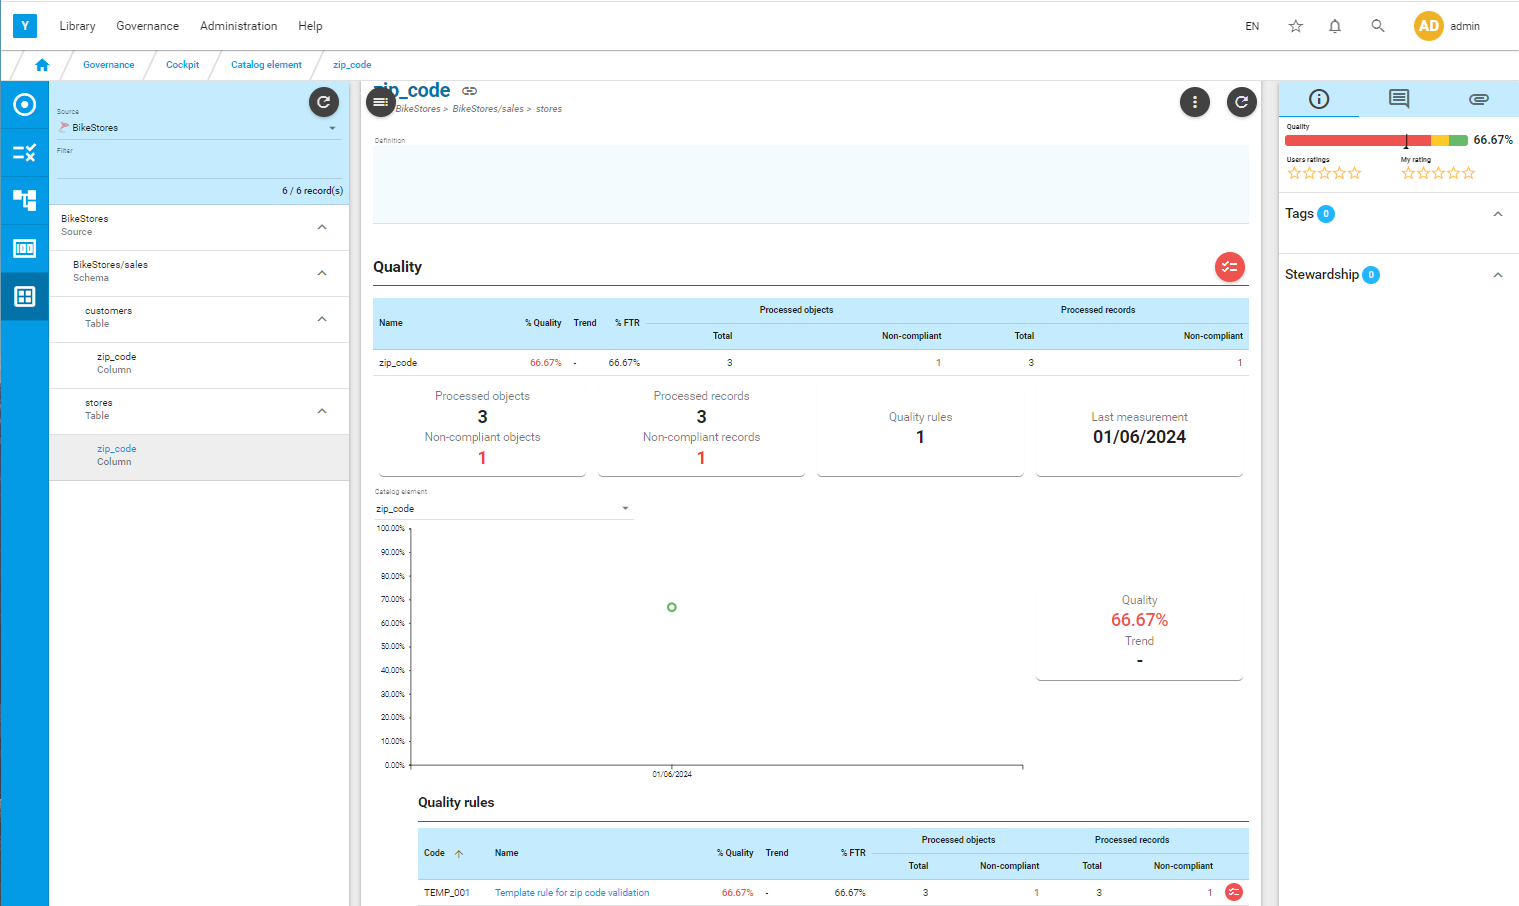 Y Library Governance Administration Help EN AD admin
Governance Cockpit Catalog element zip_code
Source
BikeStores
Filter
6 / 6 record(s)
BikeStores
Source
BikeStores/sales
Schema
customers
Table
zip_code
Column
stores
Table
zip_code
Column
zip_code
BikeStores > BikeStores/sales > stores
Definition
Quality
Name % Quality Trend % FTR Processed objects Processed records
Total Non-compliant Total Non-compliant
zip_code 66.67% - 66.67% 3 1 3 1
Processed objects
3
Non-compliant objects
1
Processed records
3
Non-compliant records
1
Quality rules
1
Last measurement
01/06/2024
Catalog element
zip_code
100.00%
90.00%
80.00%
70.00%
60.00%
50.00%
40.00%
30.00%
20.00%
10.00%
0.00%
01/06/2024
Quality
66.67%
Trend
-
Quality rules
Code Name % Quality Trend % FTR Processed objects Processed records
Total Non-compliant Total Non-compliant
TEMP_001 Template rule for zip code validation 66.67% - 66.67% 3 1 3 1
Quality
66.67%
Users ratings My rating
Tags 0
Stewardship 0